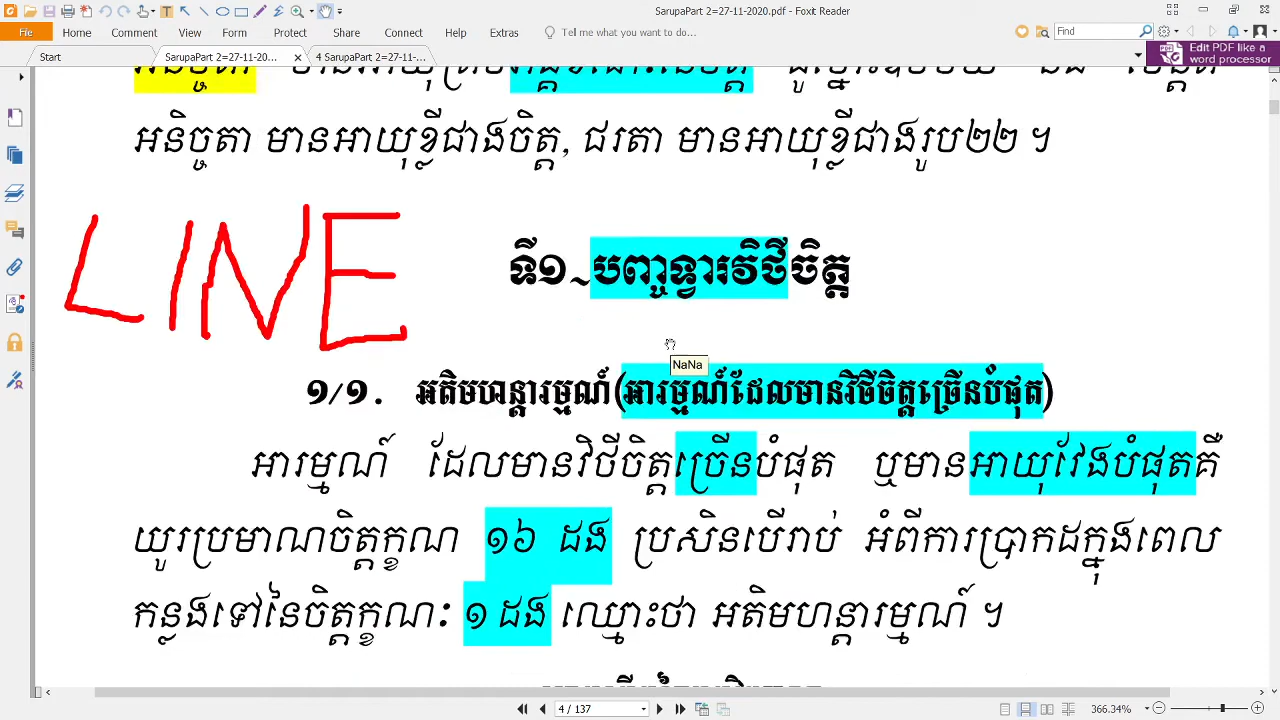 SarupaPart 2=27-11-2020.pdf - Foxit Reader
File Home Comment View Form Protect Share Connect Help Extras Tell me what you want to do... Find
Start SarupaPart 2=27-11-20... 4 SarupaPart 2=27-11-...
Edit PDF like a
word processor
អនិច្ចតា មានអាយុខ្លីជាងចិត្ត, ជរតា មានអាយុខ្លីជាងរូប២២ ។
LINE
ទី១~បញ្ចទ្វារវិថីចិត្ត
NaNa
១/១. អតិមហន្តារម្មណ៍(អារម្មណ៍ដែលមានវិថីចិត្តច្រើនបំផុត)
អារម្មណ៍ ដែលមានវិថីចិត្តច្រើនបំផុត ឬមានអាយុវែងបំផុតគឺ
យូរប្រមាណចិត្តក្ខណ ១៦ ដង ប្រសិនបើរាប់ អំពីការប្រាកដក្នុងពេល
កន្លងទៅនៃចិត្តក្ខណៈ ១ ដង ឈ្មោះថា អតិមហន្តារម្មណ៍ ។
4 / 137 366.34%